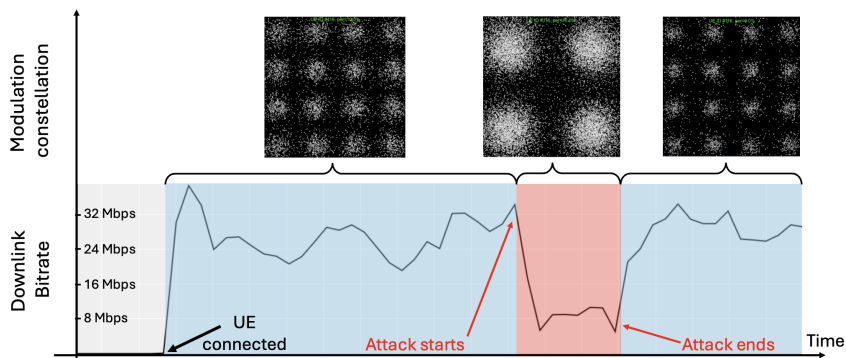 Modulation
constellation
Downlink
Bitrate
32 Mbps
24 Mbps
16 Mbps
8 Mbps
UE
connected
Attack starts
Attack ends
Time